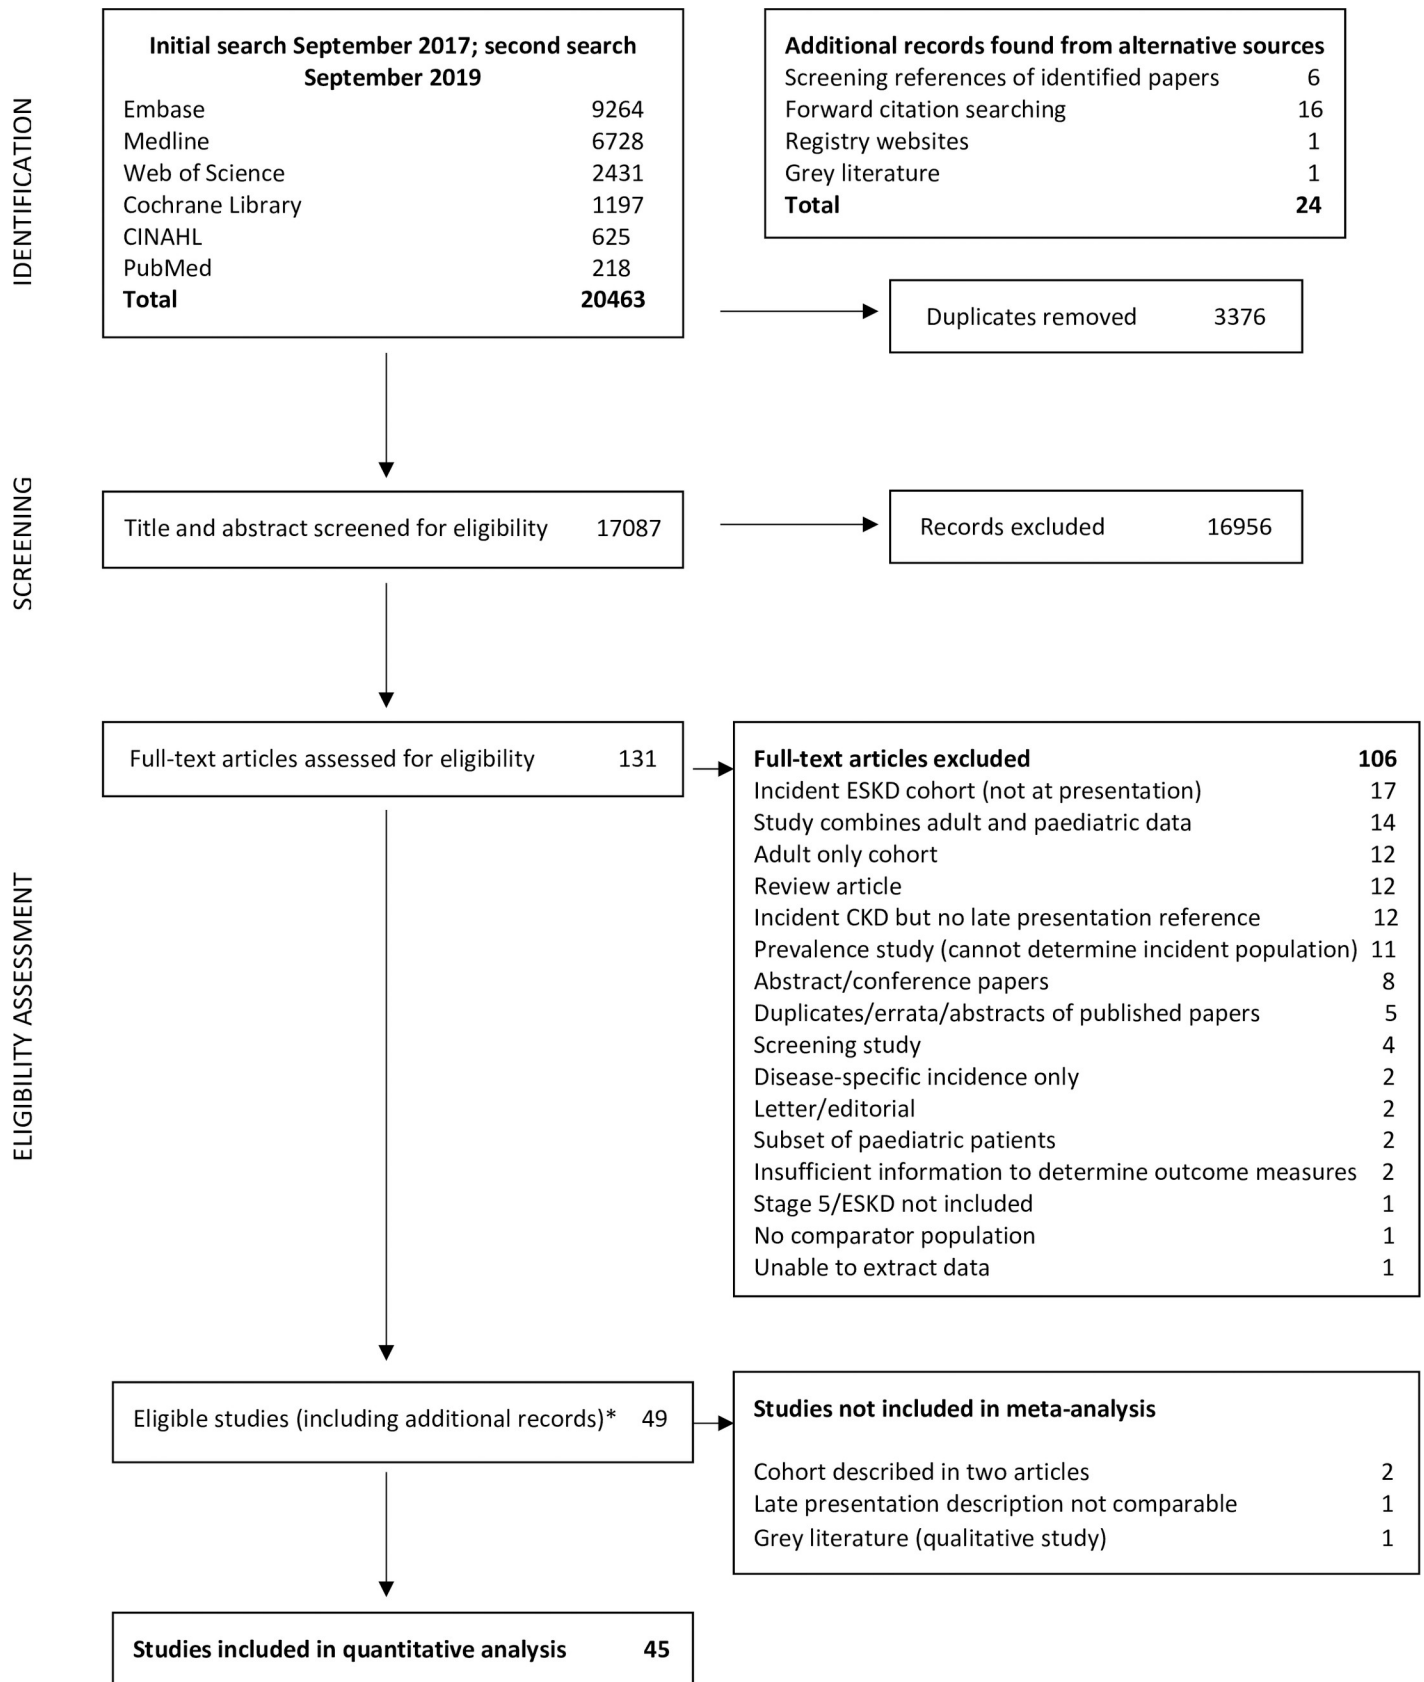 IDENTIFICATION
Initial search September 2017; second search
September 2019
Embase 9264
Medline 6728
Web of Science 2431
Cochrane Library 1197
CINAHL 625
PubMed 218
Total 20463
Additional records found from alternative sources
Screening references of identified papers 6
Forward citation searching 16
Registry websites 1
Grey literature 1
Total 24
Duplicates removed 3376
SCREENING
Title and abstract screened for eligibility 17087
Records excluded 16956
ELIGIBILITY ASSESSMENT
Full-text articles assessed for eligibility 131
Full-text articles excluded 106
Incident ESKD cohort (not at presentation) 17
Study combines adult and paediatric data 14
Adult only cohort 12
Review article 12
Incident CKD but no late presentation reference 12
Prevalence study (cannot determine incident population) 11
Abstract/conference papers 8
Duplicates/errata/abstracts of published papers 5
Screening study 4
Disease-specific incidence only 2
Letter/editorial 2
Subset of paediatric patients 2
Insufficient information to determine outcome measures 2
Stage 5/ESKD not included 1
No comparator population 1
Unable to extract data 1
Eligible studies (including additional records)* 49
Studies not included in meta-analysis
Cohort described in two articles 2
Late presentation description not comparable 1
Grey literature (qualitative study) 1
Studies included in quantitative analysis 45